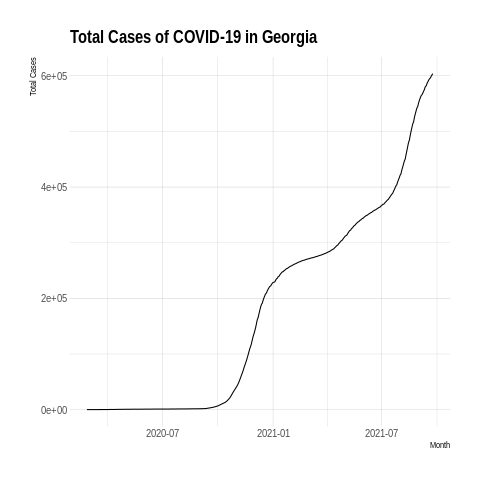 Total Cases of COVID-19 in Georgia
Total Cases
6e+05
4e+05
2e+05
0e+00
2020-07
2021-01
2021-07
Month